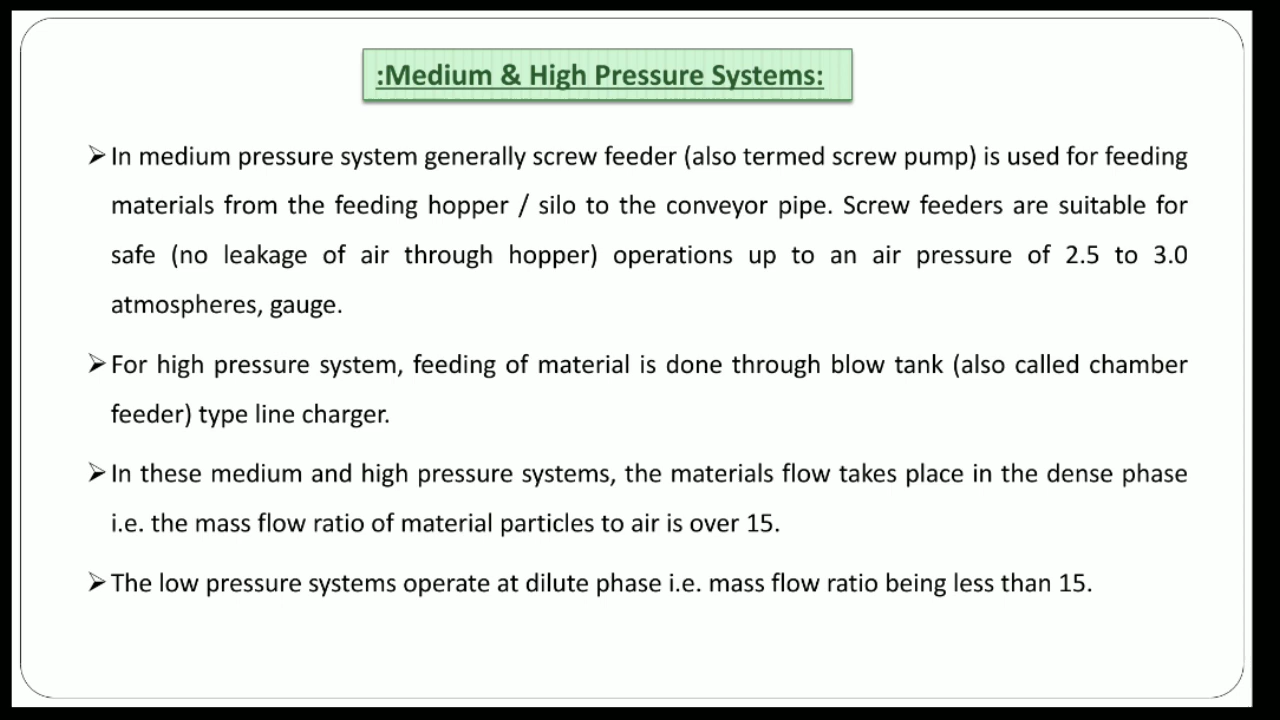 :Medium & High Pressure Systems:
➢In medium pressure system generally screw feeder (also termed screw pump) is used for feeding
materials from the feeding hopper / silo to the conveyor pipe. Screw feeders are suitable for
safe (no leakage of air through hopper) operations up to an air pressure of 2.5 to 3.0
atmospheres, gauge.
➢For high pressure system, feeding of material is done through blow tank (also called chamber
feeder) type line charger.
➢In these medium and high pressure systems, the materials flow takes place in the dense phase
i.e. the mass flow ratio of material particles to air is over 15.
➢The low pressure systems operate at dilute phase i.e. mass flow ratio being less than 15.